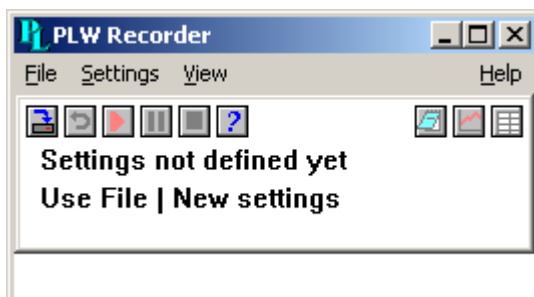 PLW Recorder
File Settings View Help
?
Settings not defined yet
Use File | New settings